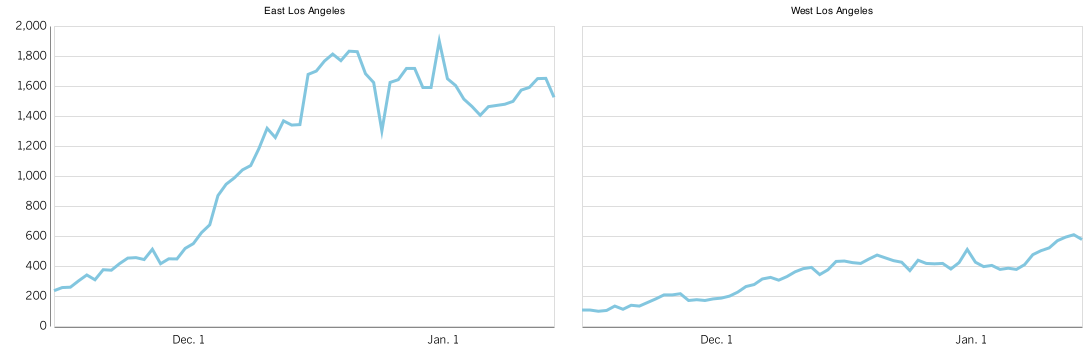 East Los Angeles
West Los Angeles
2,000
1,800
1,600
1,400
1,200
1,000
800
600
400
200
0
Dec. 1
Jan. 1
Dec. 1
Jan. 1